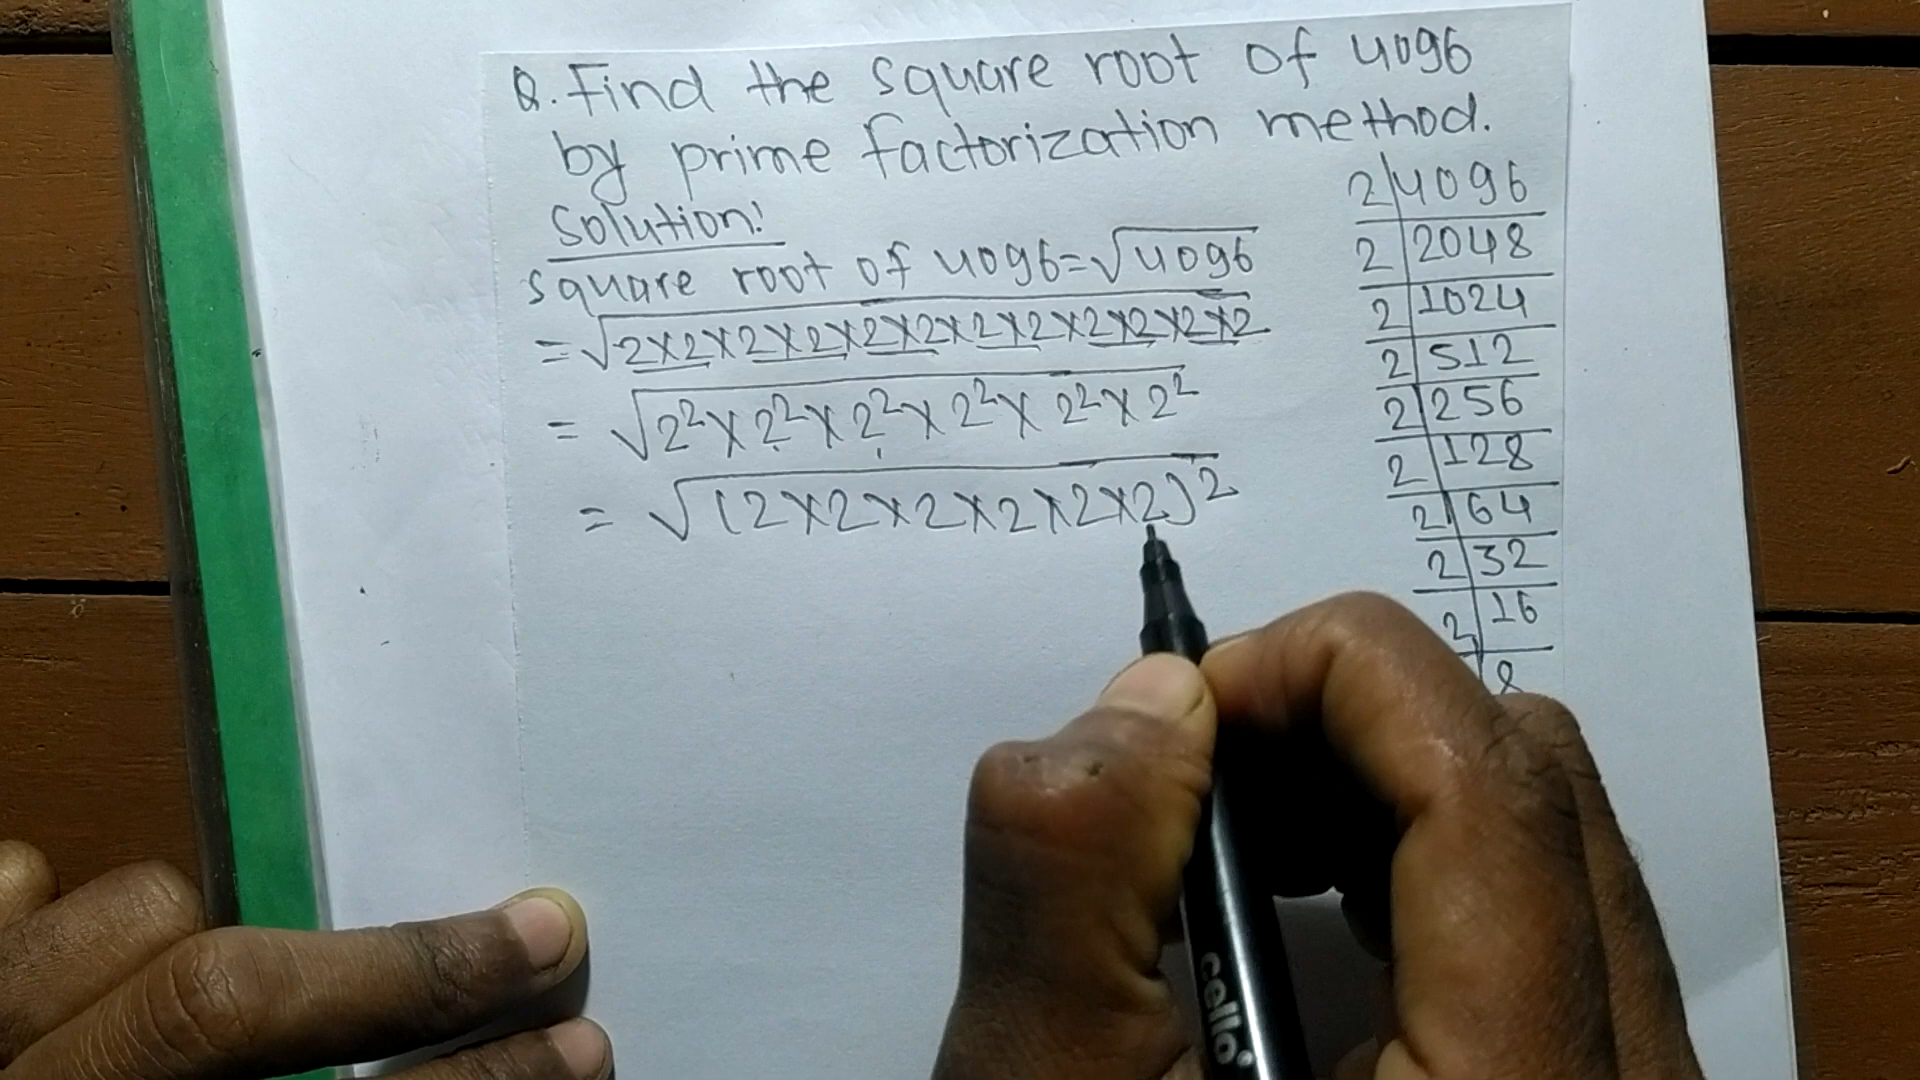 Q. Find the square root of 4096
by prime factorization method.
Solution!
square root of 4096=√4096
=√2×2×2×2×2×2×2×2×2×2×2×2
= √2²×2²×2²×2²×2²×2²
= √(2×2×2×2×2×2)²
2|4096
2|2048
2|1024
2|512
2|256
2|128
2|64
2|32
2|16
|8
cello